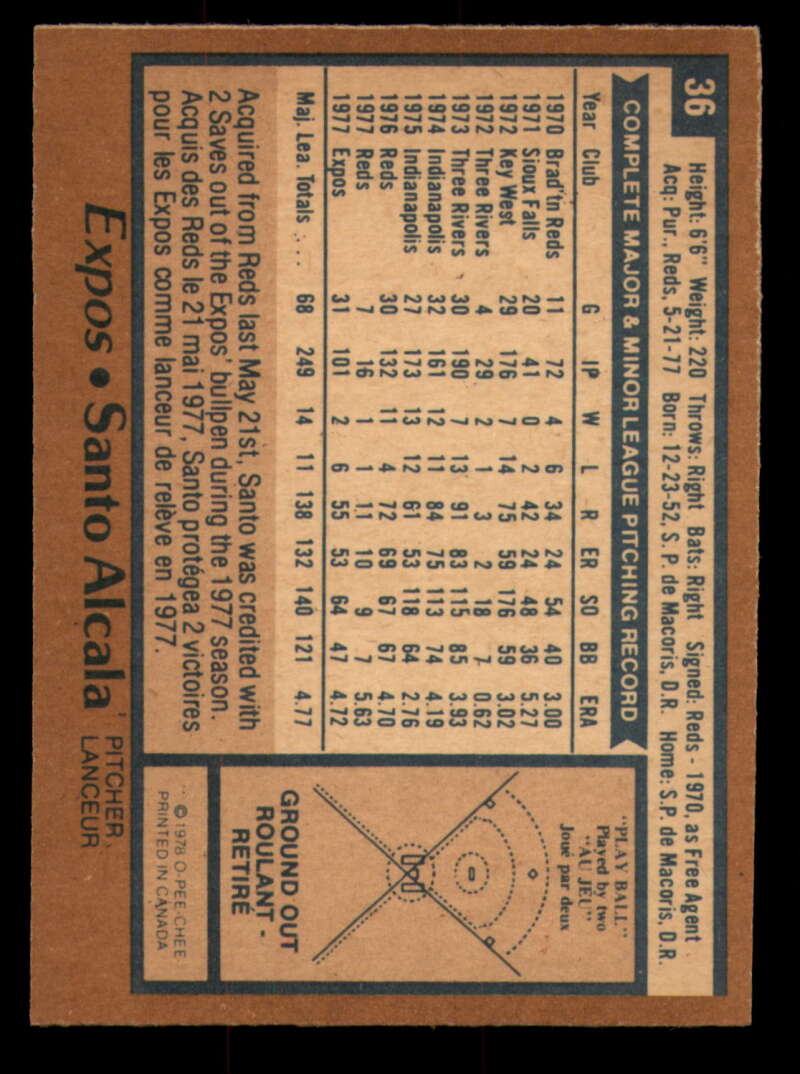 36
Height: 6'6" Weight: 220 Throws: Right Bats: Right Signed: Reds - 1970, as Free Agent
Acq: Pur., Reds, 5-21-77 Born: 12-23-52, S. P. de Macoris, D.R. Home: S.P. de Macoris, D.R.
COMPLETE MAJOR & MINOR LEAGUE PITCHING RECORD
Year Club G IP W L R ER SO BB ERA
1970 Brad'tn Reds 11 72 4 6 34 24 54 40 3.00
1971 Sioux Falls 20 41 0 2 42 24 48 36 5.27
1972 Key West 29 176 7 14 75 59 176 59 3.02
1972 Three Rivers 4 29 2 1 3 2 18 7 0.62
1973 Three Rivers 30 190 7 13 91 83 115 85 3.93
1974 Indianapolis 32 161 12 11 84 75 113 74 4.19
1975 Indianapolis 27 173 13 12 61 53 118 64 2.76
1976 Reds 30 132 11 4 72 69 67 67 4.70
1977 Reds 7 16 1 1 11 10 9 7 5.63
1977 Expos 31 101 2 6 55 53 64 47 4.72
Maj. Lea. Totals ... 68 249 14 11 138 132 140 121 4.77
Acquired from Reds last May 21st, Santo was credited with
2 Saves out of the Expos' bullpen during the 1977 season.
Acquis des Reds le 21 mai 1977, Santo protégea 2 victoires
pour les Expos comme lanceur de relève en 1977.
"PLAY BALL"
Played by two
"AU JEU"
Joué par deux
GROUND OUT
ROULANT -
RETIRÉ
© 1978 O-PEE-CHEE
PRINTED IN CANADA
Expos • Santo Alcala PITCHER
LANCEUR